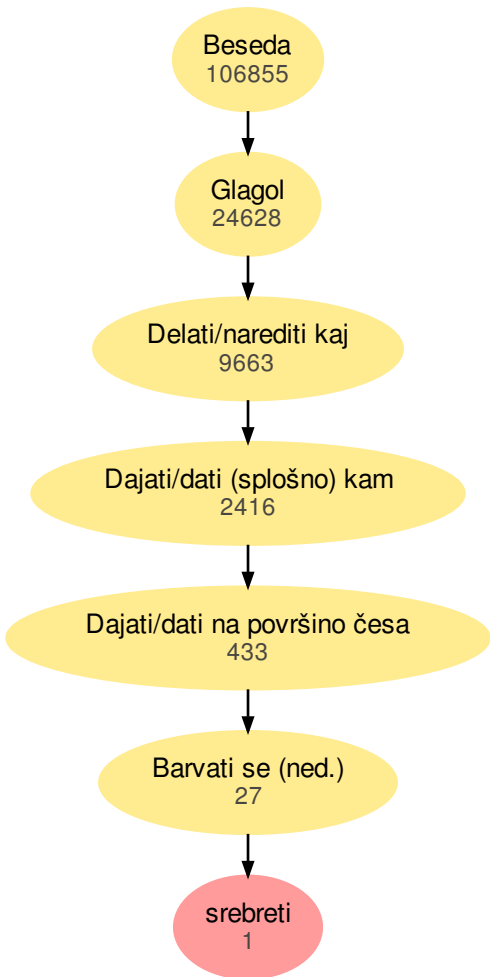 Beseda
106855
Glagol
24628
Delati/narediti kaj
9663
Dajati/dati (splošno) kam
2416
Dajati/dati na površino česa
433
Barvati se (ned.)
27
srebreti
1